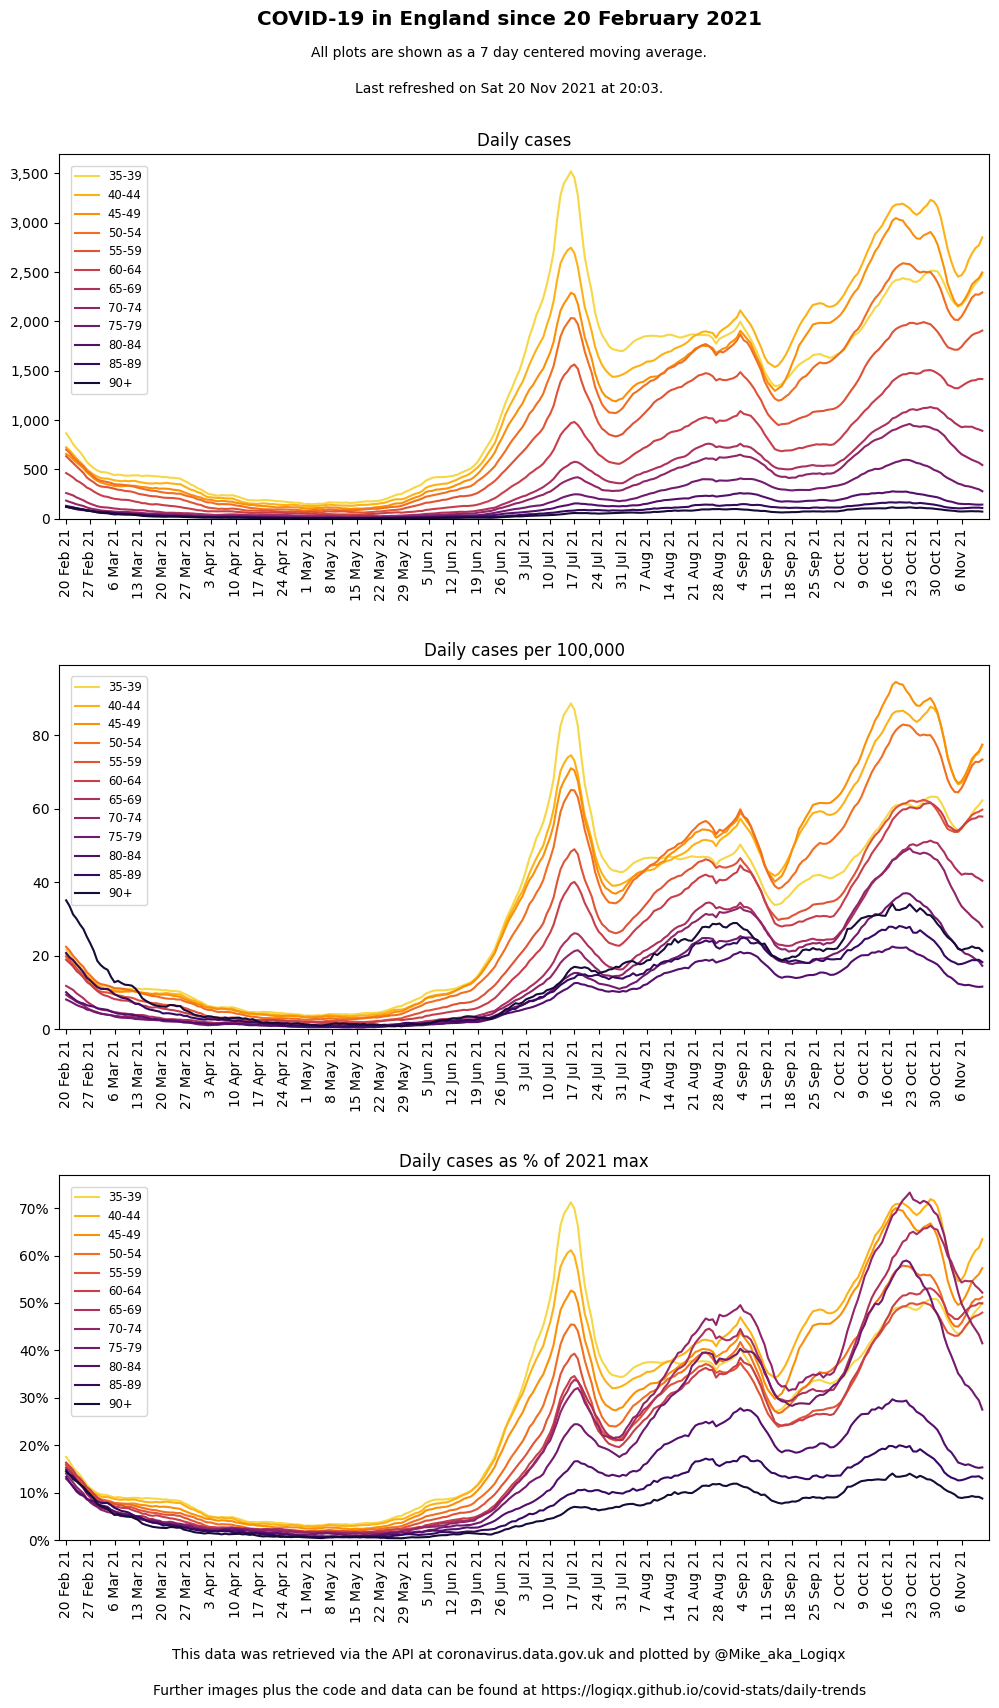 COVID-19 in England since 20 February 2021
All plots are shown as a 7 day centered moving average.
Last refreshed on Sat 20 Nov 2021 at 20:03.
Daily cases
3,500
3,000
2,500
2,000
1,500
1,000
500
0
35-39
40-44
45-49
50-54
55-59
60-64
65-69
70-74
75-79
80-84
85-89
90+
20 Feb 21
27 Feb 21
6 Mar 21
13 Mar 21
20 Mar 21
27 Mar 21
3 Apr 21
10 Apr 21
17 Apr 21
24 Apr 21
1 May 21
8 May 21
15 May 21
22 May 21
29 May 21
5 Jun 21
12 Jun 21
19 Jun 21
26 Jun 21
3 Jul 21
10 Jul 21
17 Jul 21
24 Jul 21
31 Jul 21
7 Aug 21
14 Aug 21
21 Aug 21
28 Aug 21
4 Sep 21
11 Sep 21
18 Sep 21
25 Sep 21
2 Oct 21
9 Oct 21
16 Oct 21
23 Oct 21
30 Oct 21
6 Nov 21
Daily cases per 100,000
80
60
40
20
0
35-39
40-44
45-49
50-54
55-59
60-64
65-69
70-74
75-79
80-84
85-89
90+
20 Feb 21
27 Feb 21
6 Mar 21
13 Mar 21
20 Mar 21
27 Mar 21
3 Apr 21
10 Apr 21
17 Apr 21
24 Apr 21
1 May 21
8 May 21
15 May 21
22 May 21
29 May 21
5 Jun 21
12 Jun 21
19 Jun 21
26 Jun 21
3 Jul 21
10 Jul 21
17 Jul 21
24 Jul 21
31 Jul 21
7 Aug 21
14 Aug 21
21 Aug 21
28 Aug 21
4 Sep 21
11 Sep 21
18 Sep 21
25 Sep 21
2 Oct 21
9 Oct 21
16 Oct 21
23 Oct 21
30 Oct 21
6 Nov 21
Daily cases as % of 2021 max
70%
60%
50%
40%
30%
20%
10%
0%
35-39
40-44
45-49
50-54
55-59
60-64
65-69
70-74
75-79
80-84
85-89
90+
20 Feb 21
27 Feb 21
6 Mar 21
13 Mar 21
20 Mar 21
27 Mar 21
3 Apr 21
10 Apr 21
17 Apr 21
24 Apr 21
1 May 21
8 May 21
15 May 21
22 May 21
29 May 21
5 Jun 21
12 Jun 21
19 Jun 21
26 Jun 21
3 Jul 21
10 Jul 21
17 Jul 21
24 Jul 21
31 Jul 21
7 Aug 21
14 Aug 21
21 Aug 21
28 Aug 21
4 Sep 21
11 Sep 21
18 Sep 21
25 Sep 21
2 Oct 21
9 Oct 21
16 Oct 21
23 Oct 21
30 Oct 21
6 Nov 21
This data was retrieved via the API at coronavirus.data.gov.uk and plotted by @Mike_aka_Logiqx
Further images plus the code and data can be found at https://logiqx.github.io/covid-stats/daily-trends